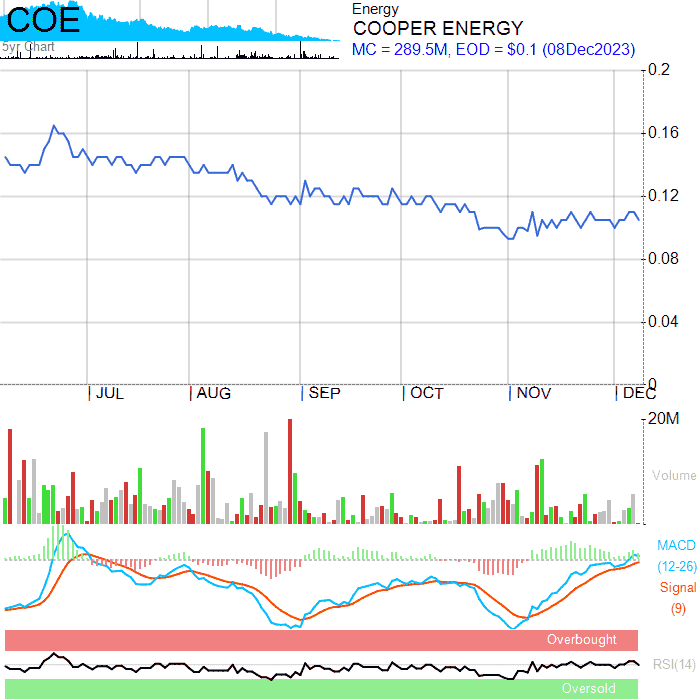 COE
5yr Chart
Energy
COOPER ENERGY
MC = 289.5M, EOD = $0.1 (08Dec2023)
0.2
0.16
0.12
0.08
0.04
0
JUL AUG SEP OCT NOV DEC
20M
Volume
MACD
(12-26)
Signal
(9)
Overbought
RSI(14)
Oversold